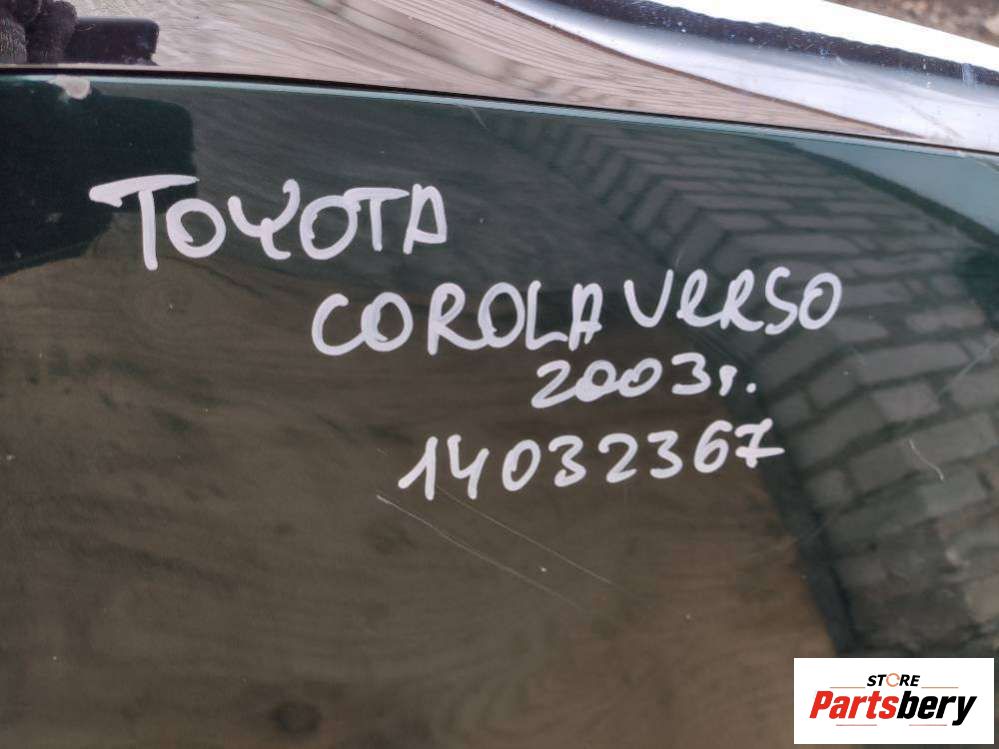 TOYOTA
COROLA VERSO
2003г.
14032367
STORE
Partsbery